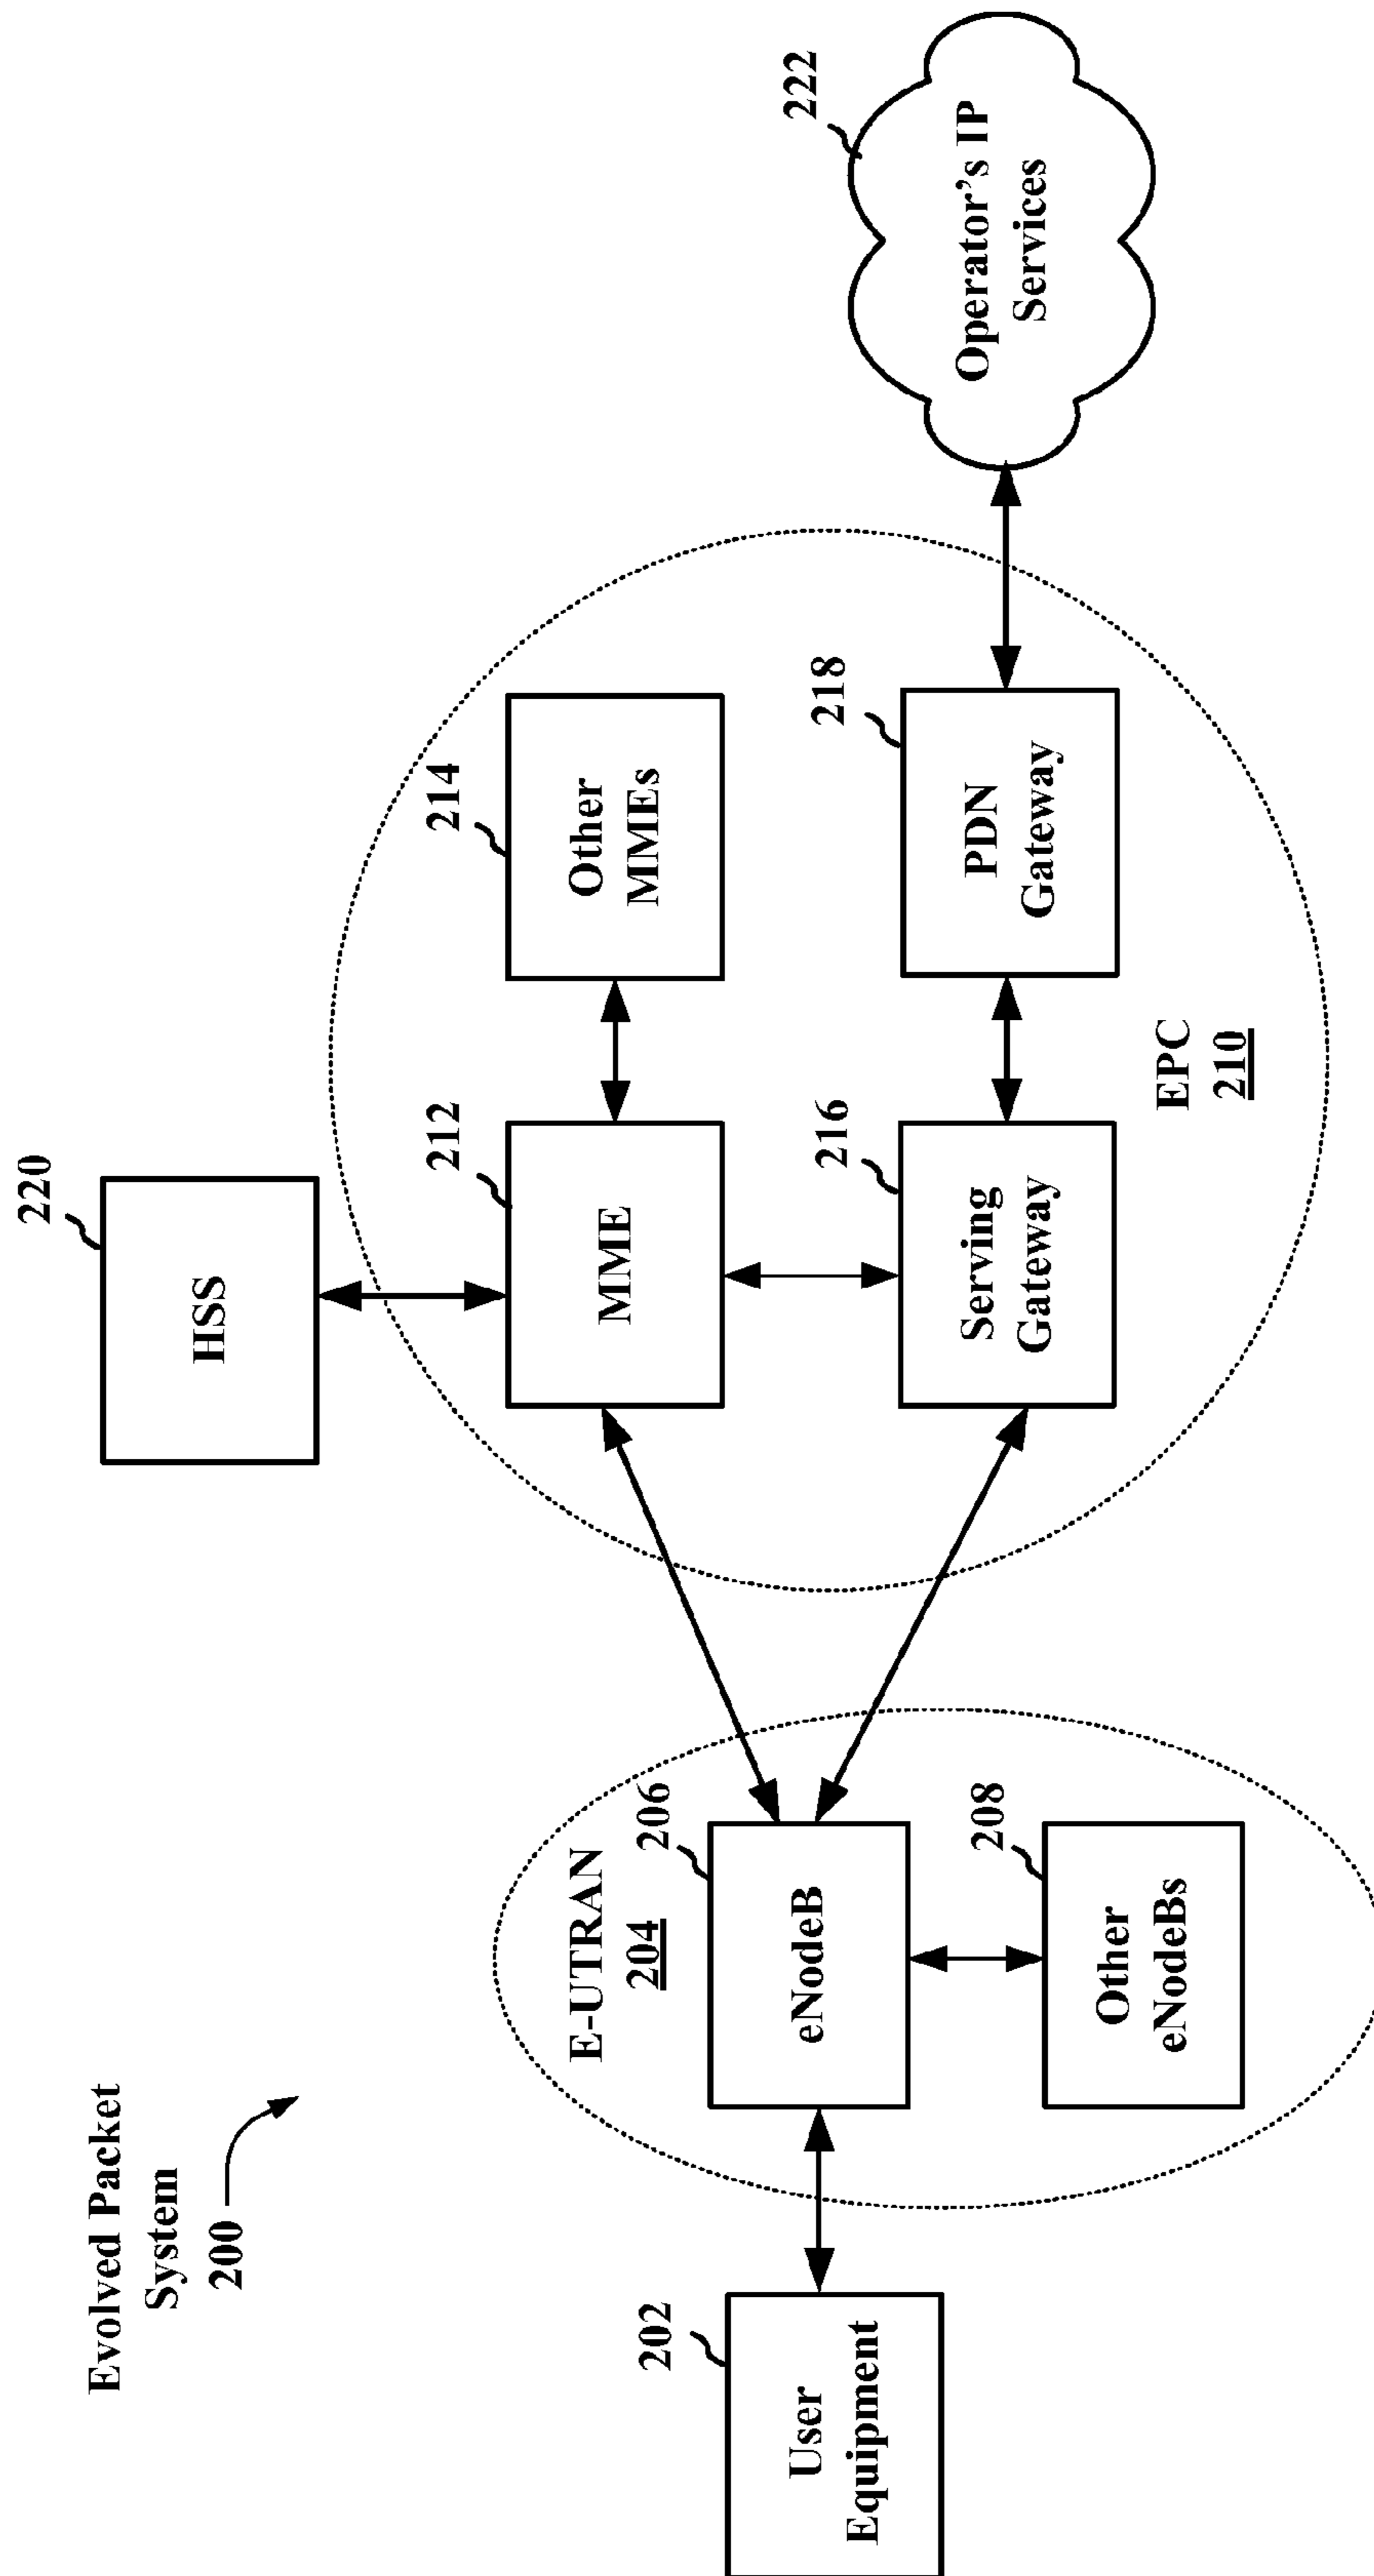 Evolved Packet
System
200
220
HSS
212
MME
214
Other
MMEs
E-UTRAN
204
206
eNodeB
202
User
Equipment
208
Other
eNodeBs
216
Serving
Gateway
218
PDN
Gateway
EPC
210
222
Operator’s IP
Services